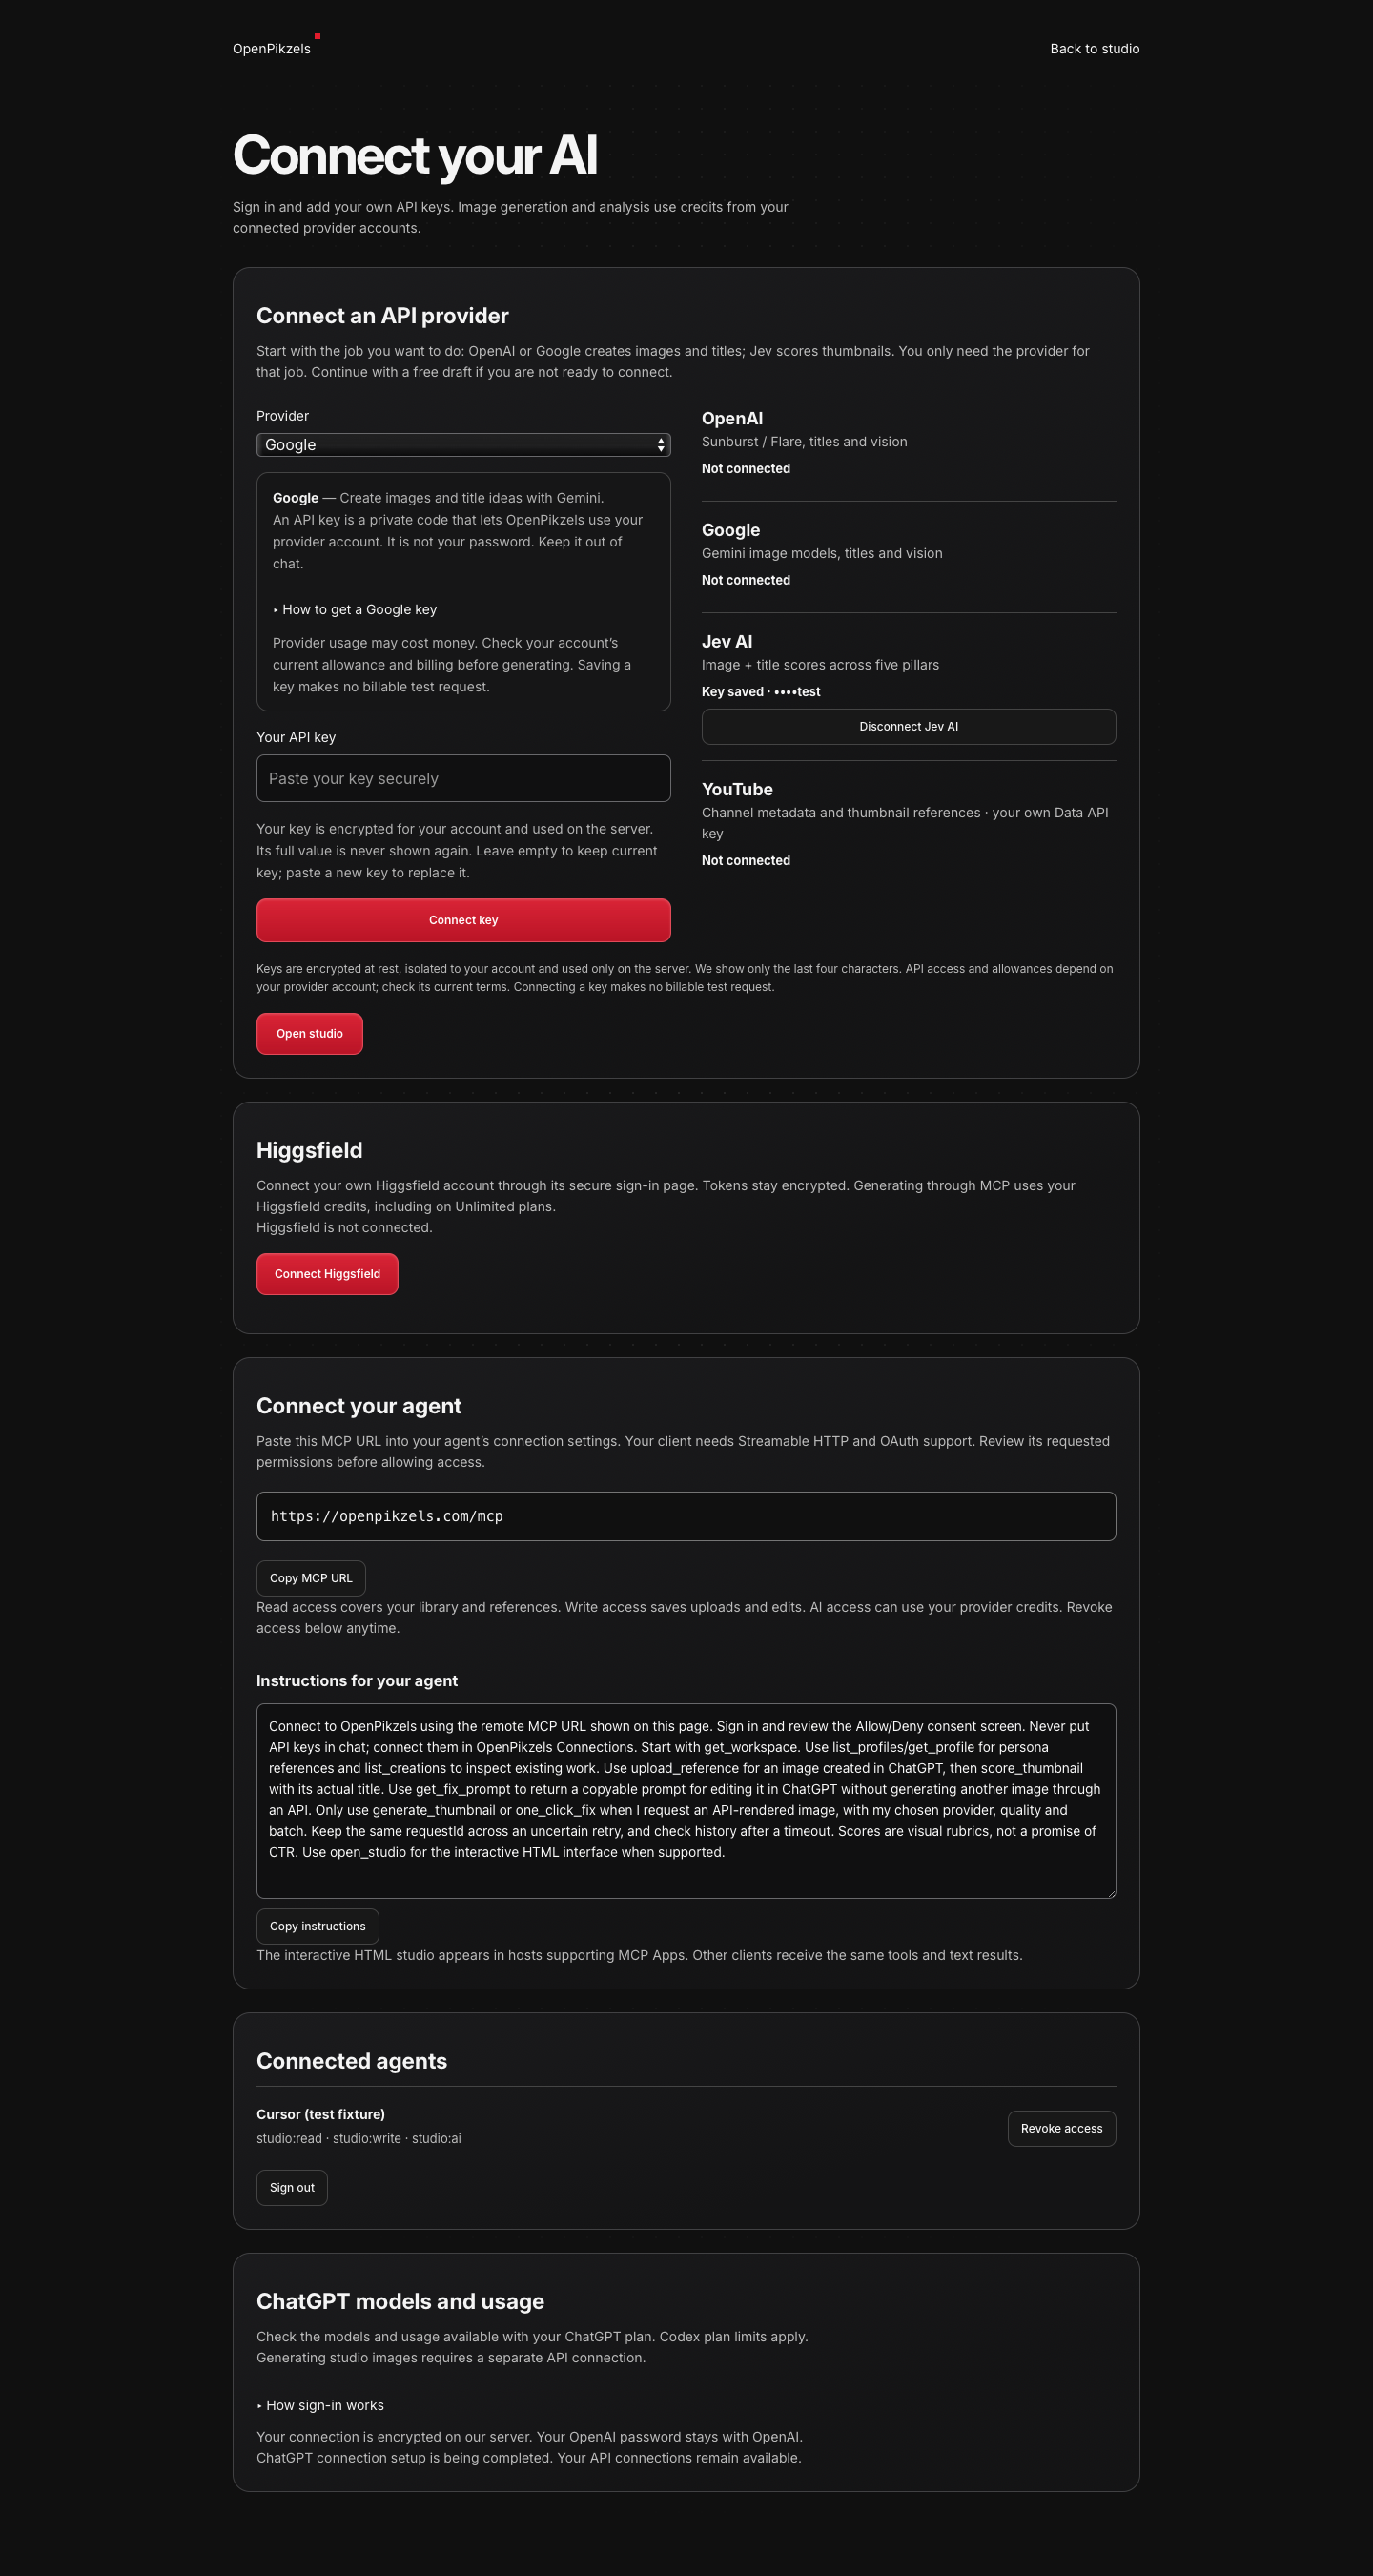 OpenPikzels
Back to studio
Connect your AI
Sign in and add your own API keys. Image generation and analysis use credits from your
connected provider accounts.
Connect an API provider
Start with the job you want to do: OpenAI or Google creates images and titles; Jev scores thumbnails. You only need the provider for
that job. Continue with a free draft if you are not ready to connect.
Provider
Google
Google — Create images and title ideas with Gemini.
An API key is a private code that lets OpenPikzels use your
provider account. It is not your password. Keep it out of
chat.
▸ How to get a Google key
Provider usage may cost money. Check your account’s
current allowance and billing before generating. Saving a
key makes no billable test request.
Your API key
Paste your key securely
Your key is encrypted for your account and used on the server.
Its full value is never shown again. Leave empty to keep current
key; paste a new key to replace it.
Connect key
OpenAI
Sunburst / Flare, titles and vision
Not connected
Google
Gemini image models, titles and vision
Not connected
Jev AI
Image + title scores across five pillars
Key saved · ••••test
Disconnect Jev AI
YouTube
Channel metadata and thumbnail references · your own Data API
key
Not connected
Keys are encrypted at rest, isolated to your account and used only on the server. We show only the last four characters. API access and allowances depend on
your provider account; check its current terms. Connecting a key makes no billable test request.
Open studio
Higgsfield
Connect your own Higgsfield account through its secure sign-in page. Tokens stay encrypted. Generating through MCP uses your
Higgsfield credits, including on Unlimited plans.
Higgsfield is not connected.
Connect Higgsfield
Connect your agent
Paste this MCP URL into your agent’s connection settings. Your client needs Streamable HTTP and OAuth support. Review its requested
permissions before allowing access.
https://openpikzels.com/mcp
Copy MCP URL
Read access covers your library and references. Write access saves uploads and edits. AI access can use your provider credits. Revoke
access below anytime.
Instructions for your agent
Connect to OpenPikzels using the remote MCP URL shown on this page. Sign in and review the Allow/Deny consent screen. Never put
API keys in chat; connect them in OpenPikzels Connections. Start with get_workspace. Use list_profiles/get_profile for persona
references and list_creations to inspect existing work. Use upload_reference for an image created in ChatGPT, then score_thumbnail
with its actual title. Use get_fix_prompt to return a copyable prompt for editing it in ChatGPT without generating another image through
an API. Only use generate_thumbnail or one_click_fix when I request an API-rendered image, with my chosen provider, quality and
batch. Keep the same requestId across an uncertain retry, and check history after a timeout. Scores are visual rubrics, not a promise of
CTR. Use open_studio for the interactive HTML interface when supported.
Copy instructions
The interactive HTML studio appears in hosts supporting MCP Apps. Other clients receive the same tools and text results.
Connected agents
Cursor (test fixture)
studio:read · studio:write · studio:ai
Revoke access
Sign out
ChatGPT models and usage
Check the models and usage available with your ChatGPT plan. Codex plan limits apply.
Generating studio images requires a separate API connection.
▸ How sign-in works
Your connection is encrypted on our server. Your OpenAI password stays with OpenAI.
ChatGPT connection setup is being completed. Your API connections remain available.